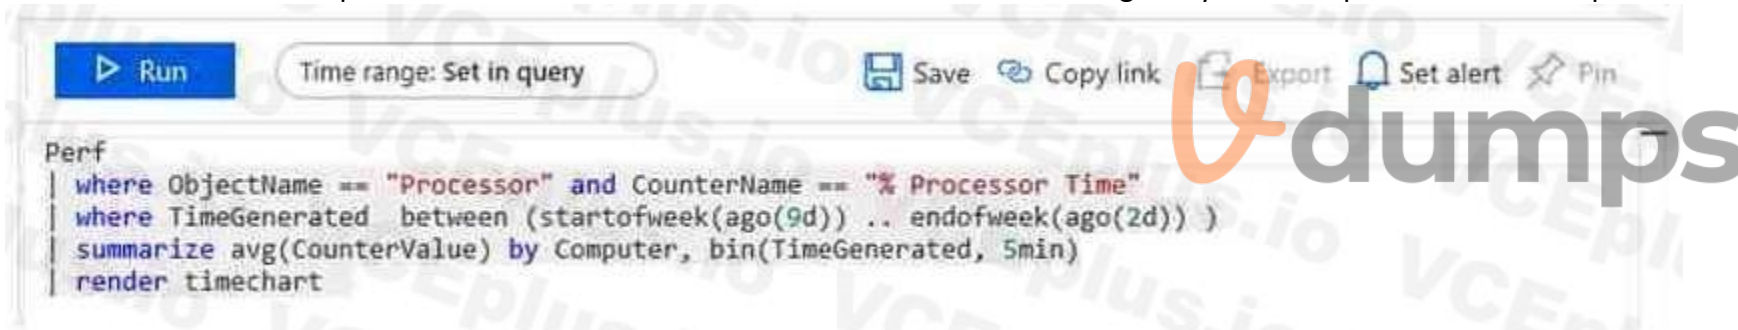 Run Time range: Set in query Save Copy link Export Set alert Pin
dumps
Perf
| where ObjectName == "Processor" and CounterName == "% Processor Time"
| where TimeGenerated between (startofweek(ago(9d)) .. endofweek(ago(2d)) )
| summarize avg(CounterValue) by Computer, bin(TimeGenerated, 5min)
| render timechart
VCEplus.io